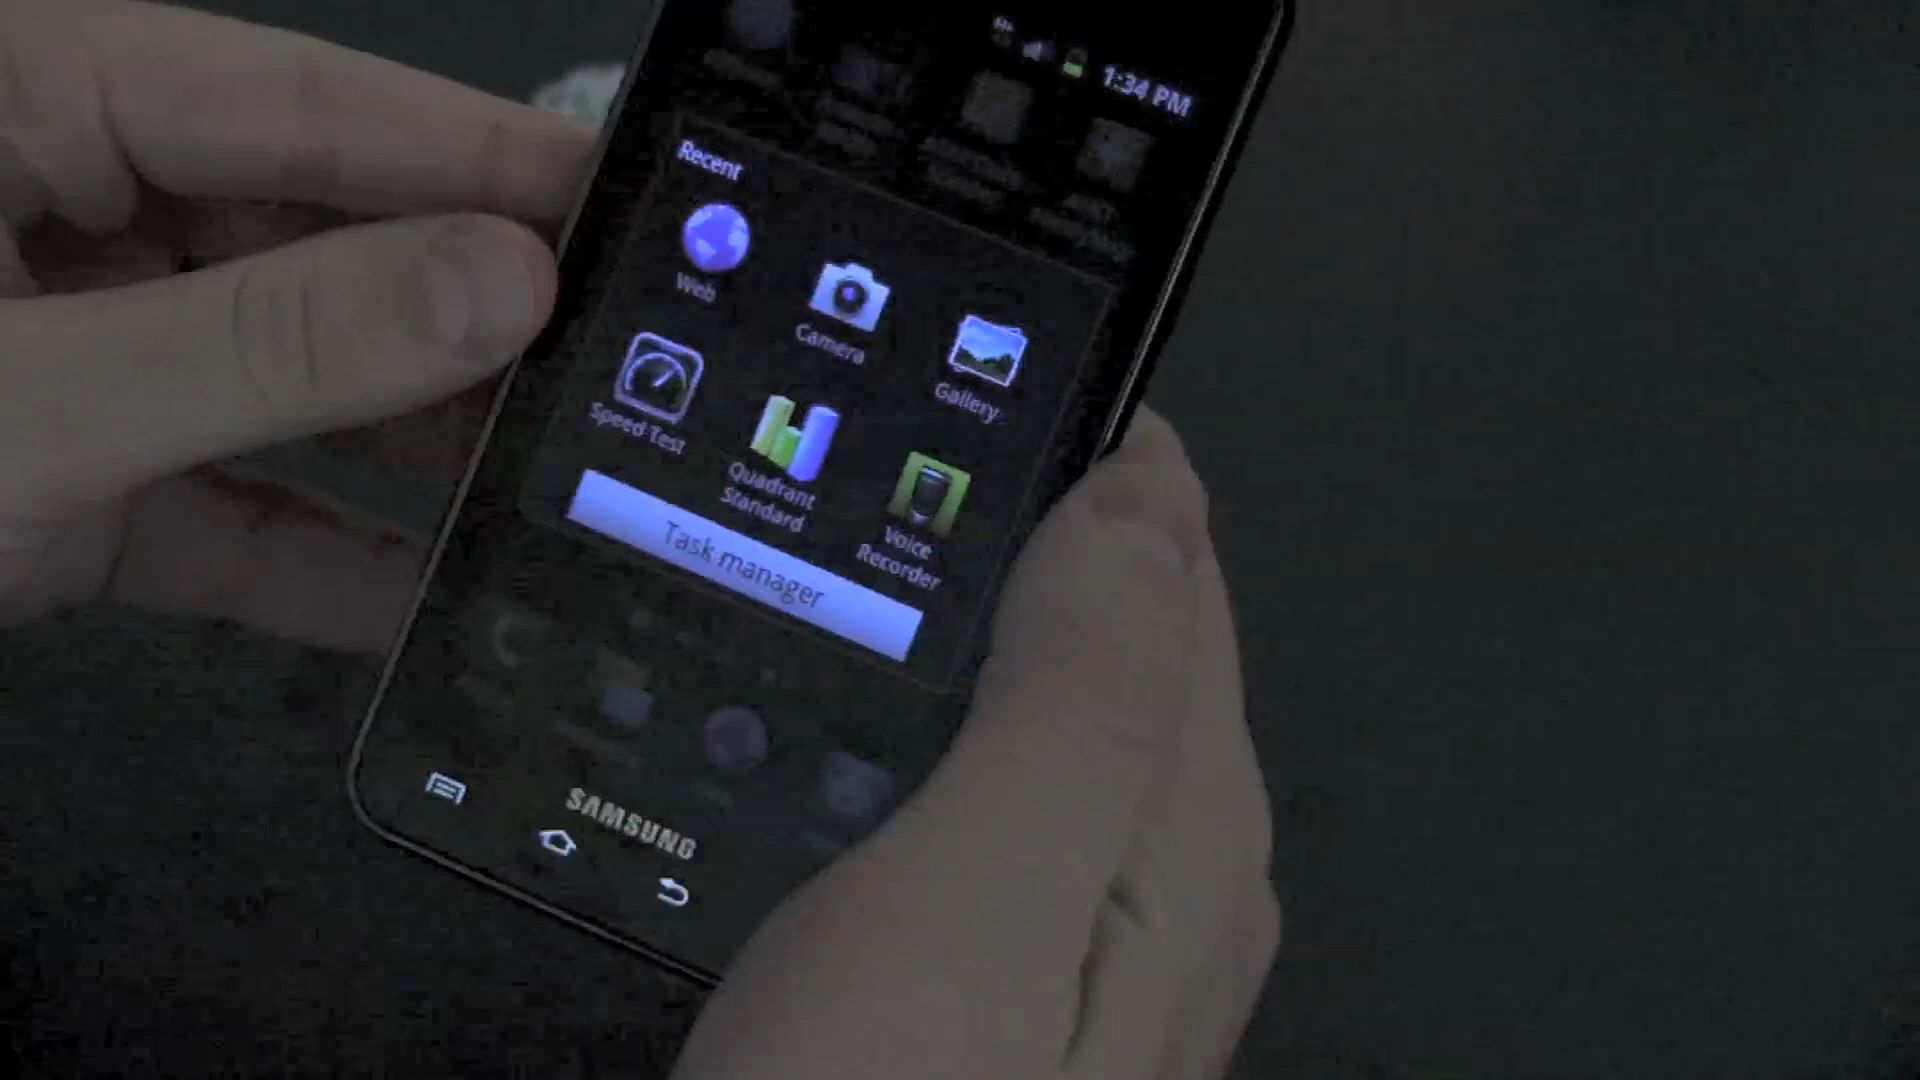 1:34 PM
Recent
Web
Camera
Gallery
Speed Test
Quadrant
Standard
Voice
Recorder
Task manager
SAMSUNG